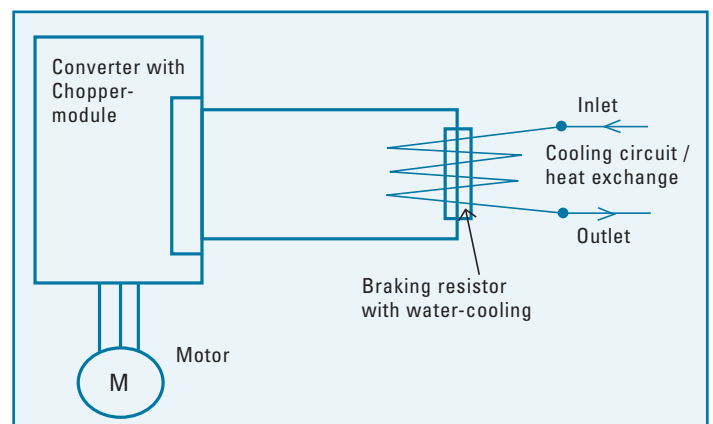 Converter with
Chopper-
module
Inlet
Cooling circuit /
heat exchange
Outlet
Braking resistor
with water-cooling
Motor
M